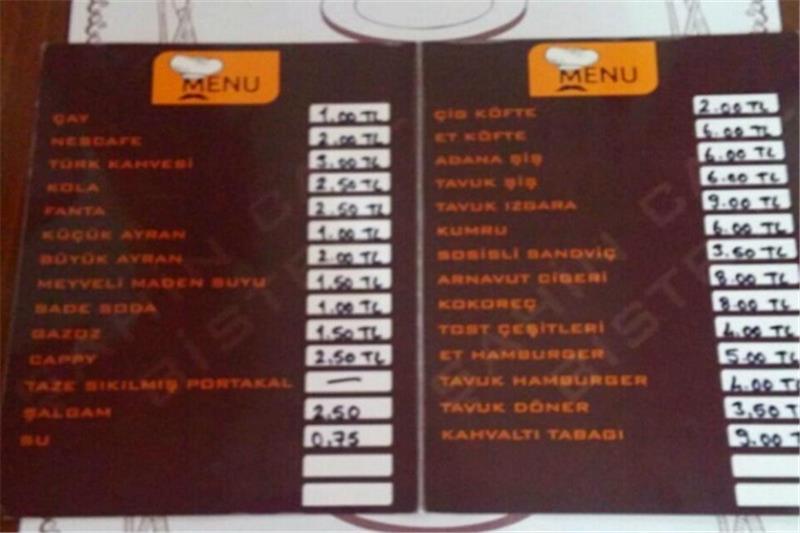 MENU
ÇAY 1.00 TL
NESCAFE 2.00 TL
TÜRK KAHVESİ 3.00 TL
KOLA 2.50 TL
FANTA 2.50 TL
KÜÇÜK AYRAN 1.00 TL
BÜYÜK AYRAN 2.00 TL
MEYVELİ MADEN SUYU 1.50 TL
SADE SODA 1.00 TL
GAZOZ 1.50 TL
CAPPY 2.50 TL
TAZE SIKILMIŞ PORTAKAL —
ŞALGAM 2.50
SU 0.75
MENU
ÇİĞ KÖFTE 2.00 TL
ET KÖFTE 6.00 TL
ADANA ŞİŞ 6.00 TL
TAVUK ŞİŞ 6.00 TL
TAVUK IZGARA 9.00 TL
KUMRU 6.00 TL
SOSİSLİ SANDVİÇ 3.50 TL
ARNAVUT CİĞERİ 8.00 TL
KOKOREÇ 8.00 TL
TOST ÇEŞİTLERİ 4.00 TL
ET HAMBURGER 5.00 TL
TAVUK HAMBURGER 4.00 TL
TAVUK DÖNER 3.50 T
KAHVALTI TABAGI 9.00 T